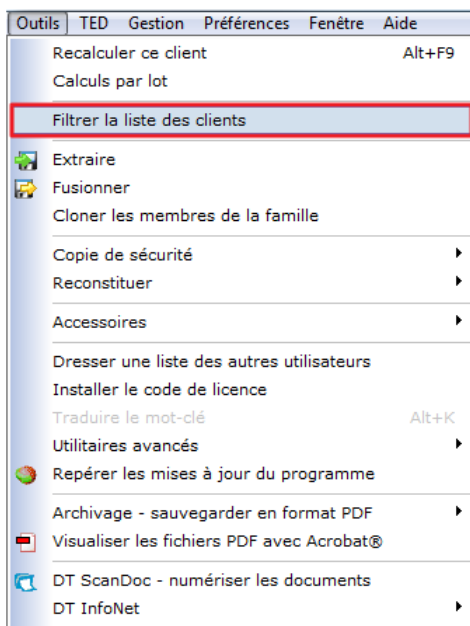 Outils TED Gestion Préférences Fenêtre Aide
Recalculer ce client Alt+F9
Calculs par lot
Filtrer la liste des clients
Extraire
Fusionner
Cloner les membres de la famille
Copie de sécurité
Reconstituer
Accessoires
Dresser une liste des autres utilisateurs
Installer le code de licence
Traduire le mot-clé Alt+K
Utilitaires avancés
Repérer les mises à jour du programme
Archivage - sauvegarder en format PDF
Visualiser les fichiers PDF avec Acrobat®
DT ScanDoc - numériser les documents
DT InfoNet